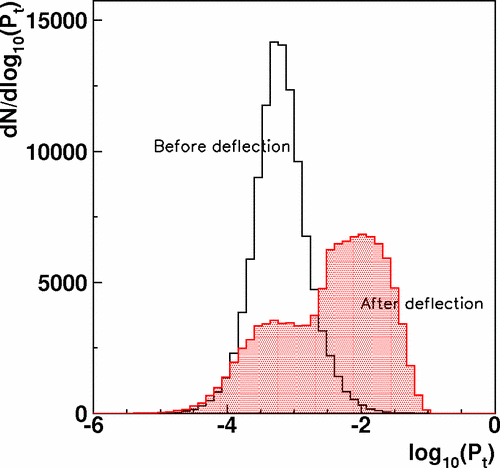 dN/dlog10(Pt)
15000
10000
5000
0
Before deflection
After deflection
-6
-4
-2
0
log10(Pt)